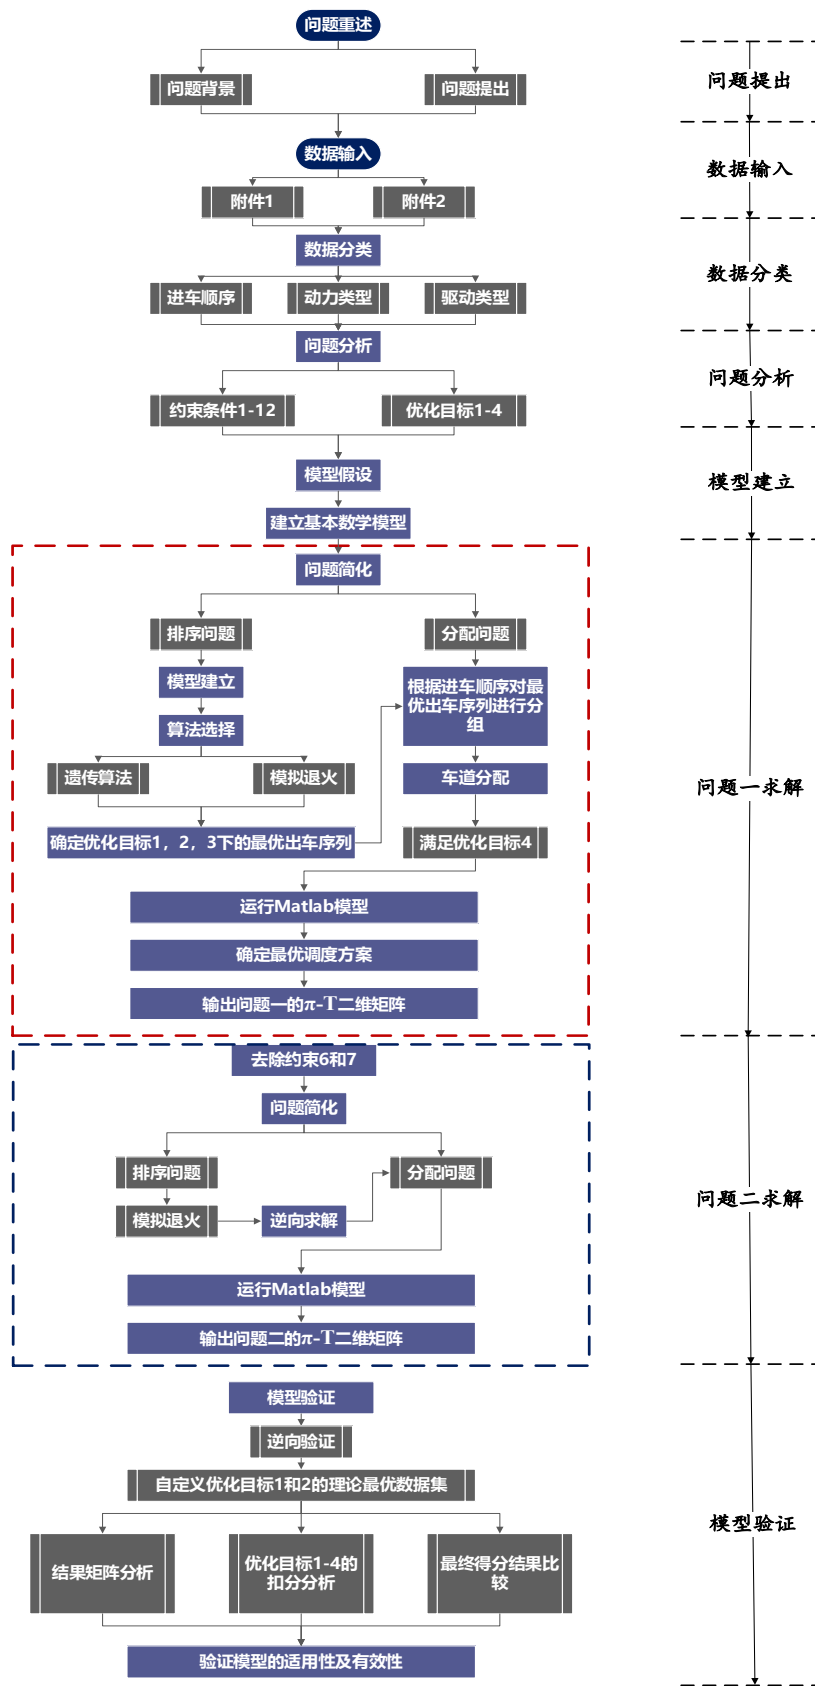 问题重述
问题背景
问题提出
问题提出
数据输入
数据输入
附件1
附件2
数据分类
数据分类
进车顺序
动力类型
驱动类型
问题分析
问题分析
约束条件1-12
优化目标1-4
模型假设
模型建立
建立基本数学模型
问题简化
排序问题
分配问题
模型建立
根据进车顺序对最
优出车序列进行分
组
算法选择
遗传算法
模拟退火
车道分配
问题一求解
确定优化目标1，2，3下的最优出车序列
满足优化目标4
运行Matlab模型
确定最优调度方案
输出问题一的π-T二维矩阵
去除约束6和7
问题简化
排序问题
分配问题
问题二求解
模拟退火
逆向求解
运行Matlab模型
输出问题二的π-T二维矩阵
模型验证
逆向验证
自定义优化目标1和2的理论最优数据集
模型验证
结果矩阵分析
优化目标1-4的
扣分分析
最终得分结果比
较
验证模型的适用性及有效性